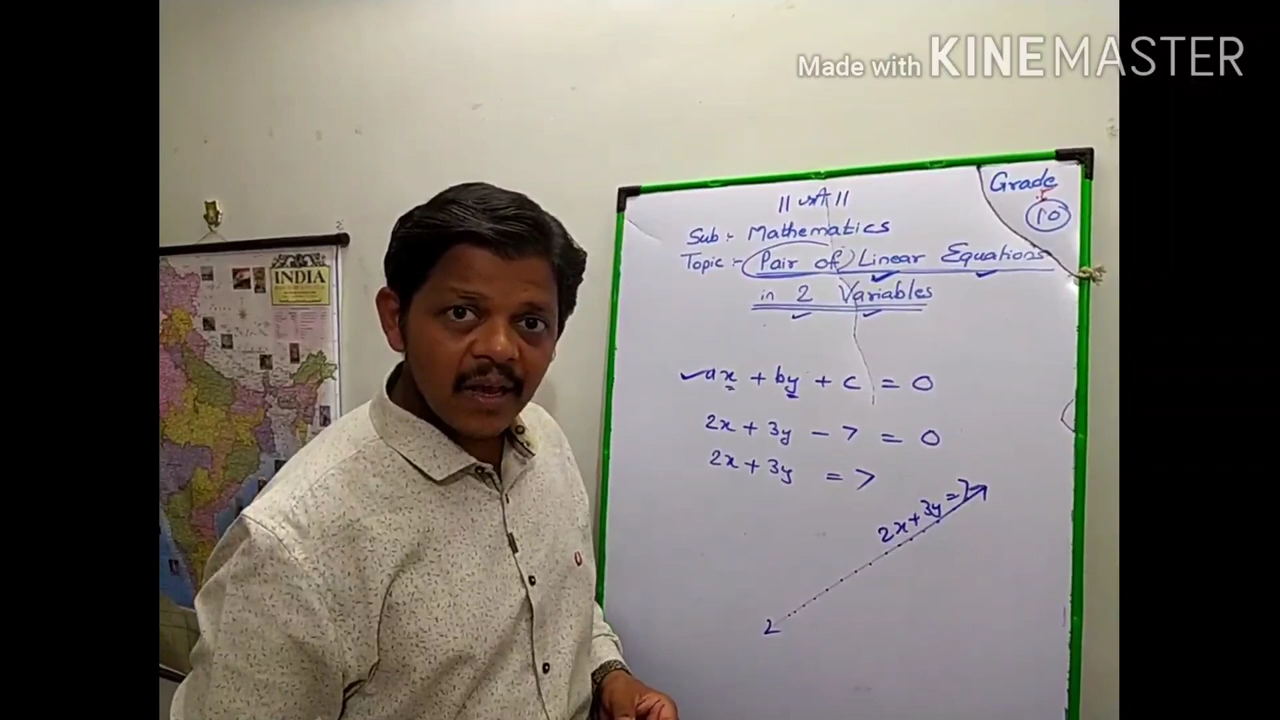 Made with KINEMASTER
INDIA
Grade
10
Sub :- Mathematics
Topic :- Pair of Linear Equations
in 2 Variables
ax + by + c = 0
2x + 3y - 7 = 0
2x + 3y = 7
2x + 3y = 7